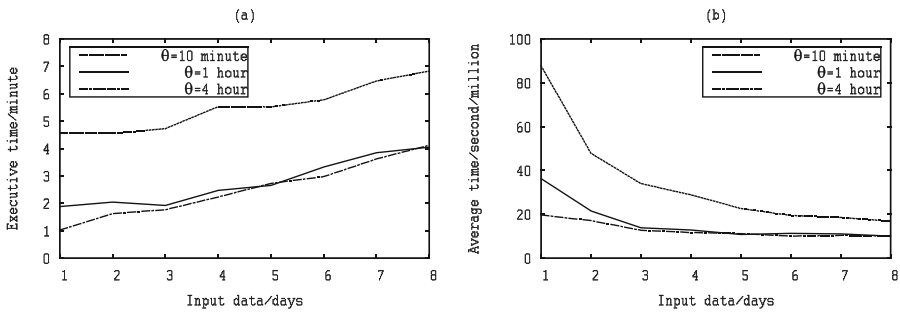 (a)
Executive time/minute
8
7
6
5
4
3
2
1
0
θ=10 minute
θ=1 hour
θ=4 hour
1 2 3 4 5 6 7 8
Input data/days
(b)
Average time/second/million
100
80
60
40
20
0
θ=10 minute
θ=1 hour
θ=4 hour
1 2 3 4 5 6 7 8
Input data/days